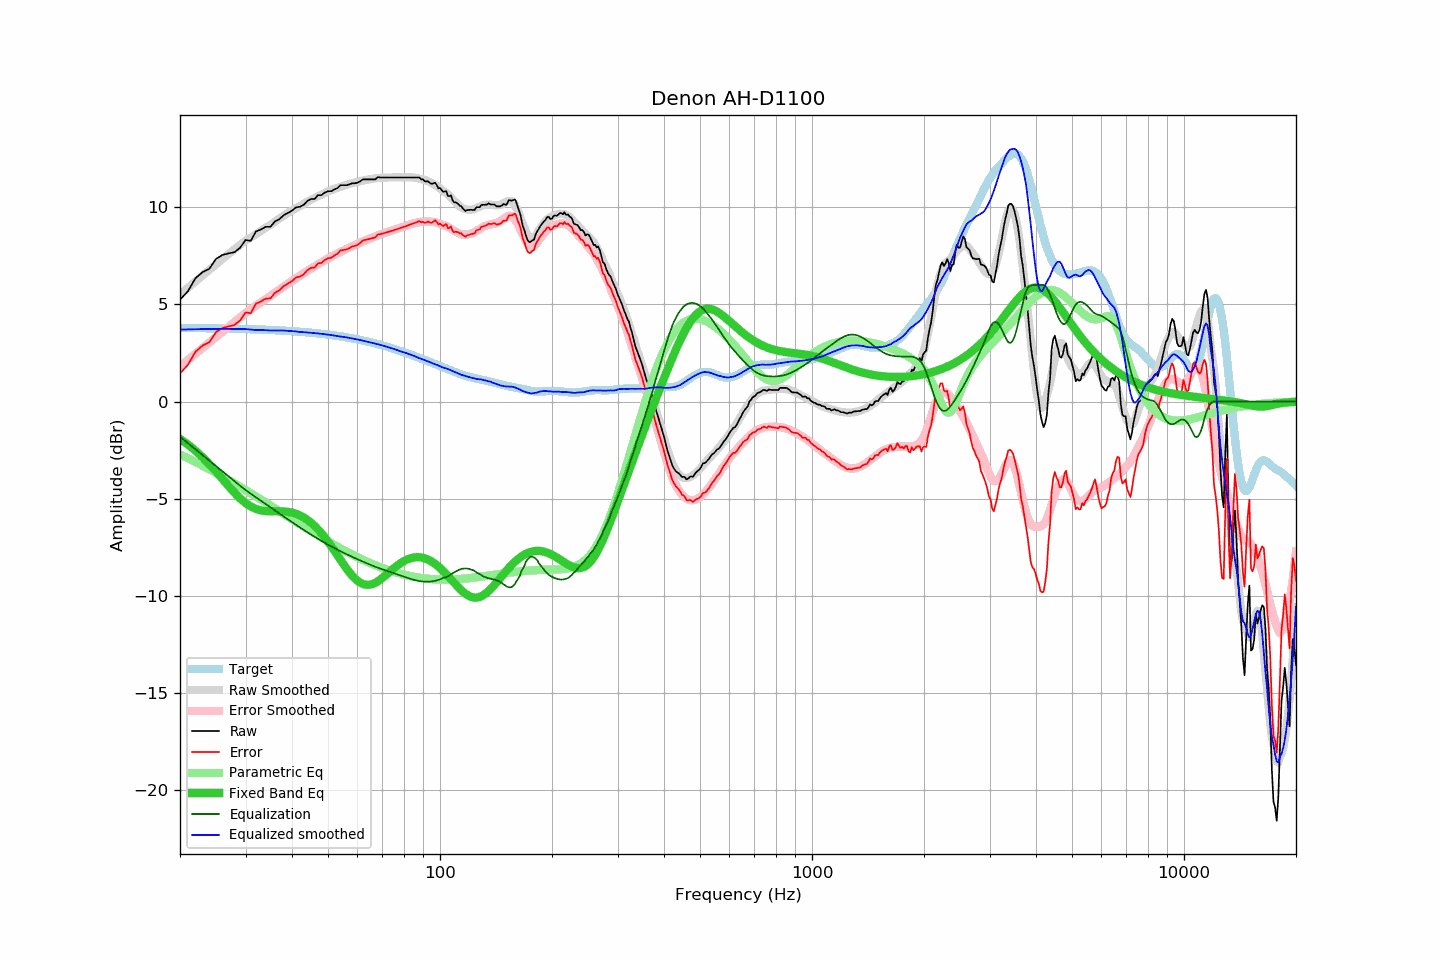 Denon AH-D1100
Amplitude (dBr)
10
5
0
−5
−10
−15
−20
Target
Raw Smoothed
Error Smoothed
Raw
Error
Parametric Eq
Fixed Band Eq
Equalization
Equalized smoothed
100
1000
10000
Frequency (Hz)